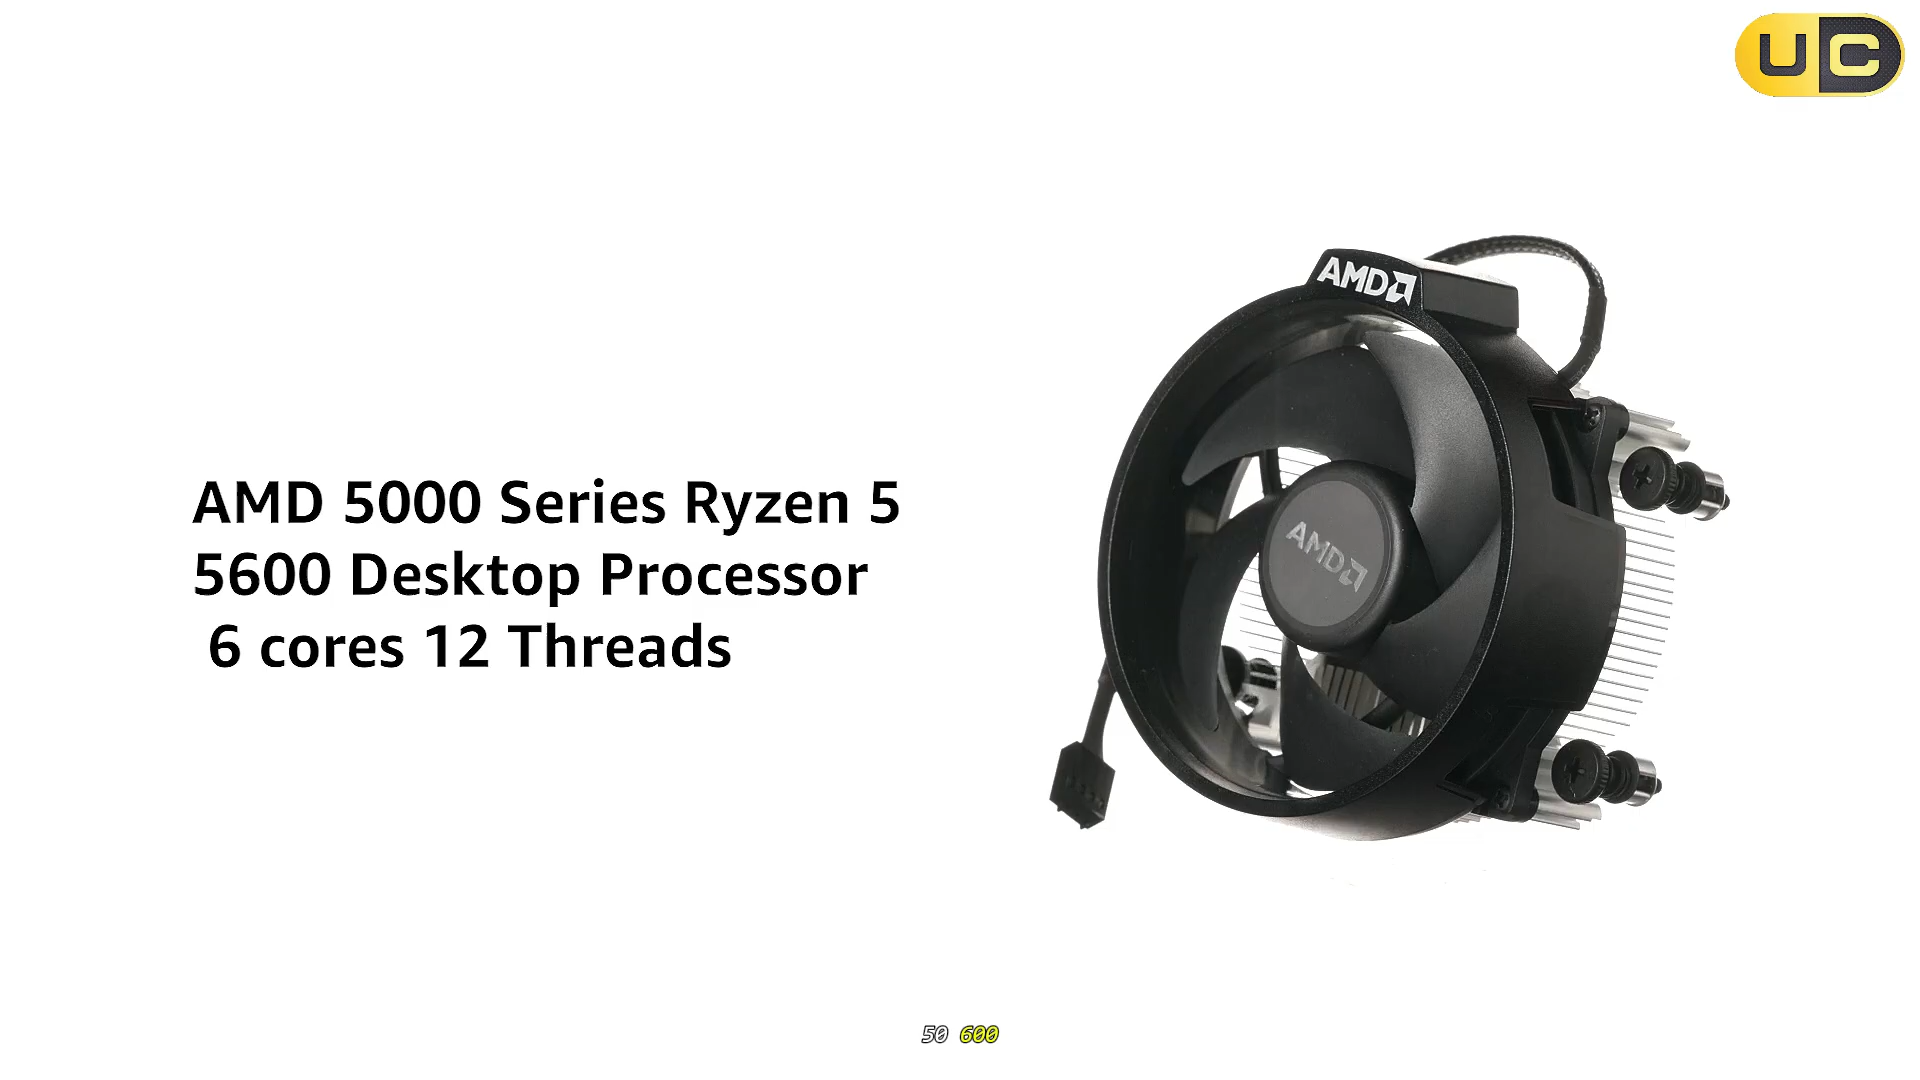 UC
AMD
AMD 5000 Series Ryzen 5
5600 Desktop Processor
6 cores 12 Threads
AMD
50 600